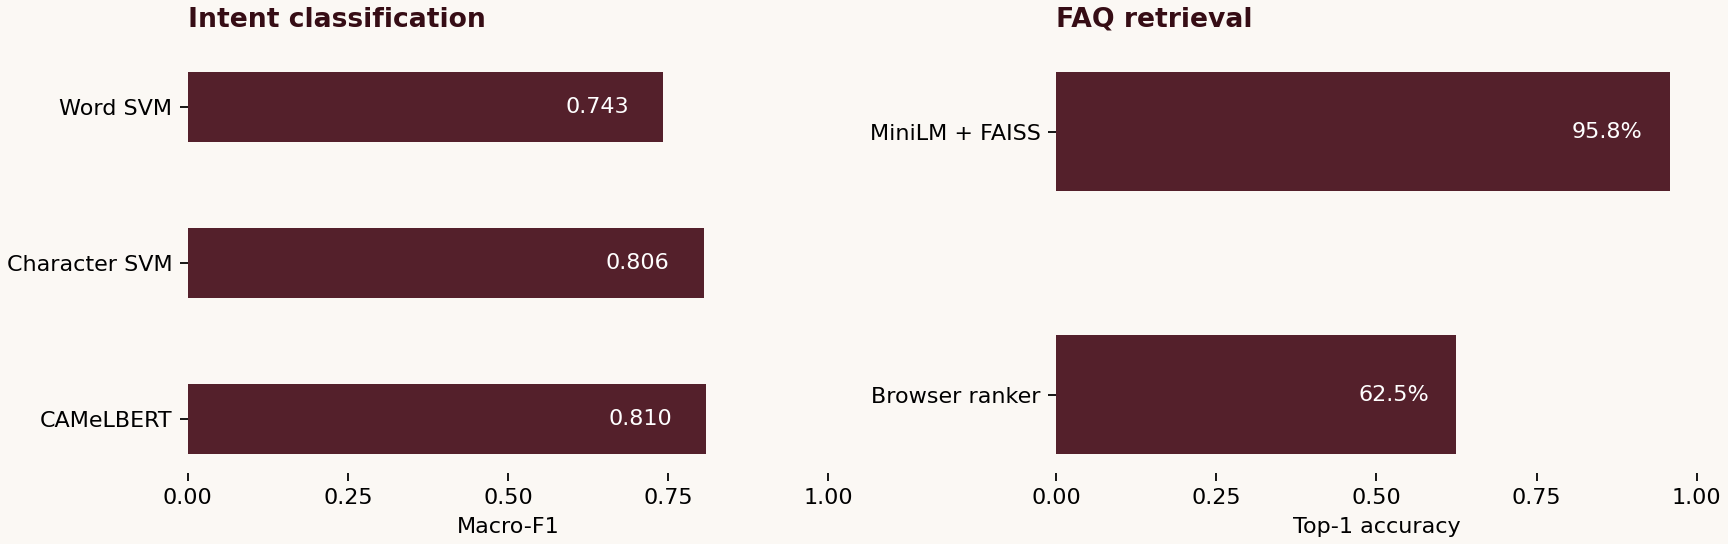 Intent classification
Word SVM
0.743
Character SVM
0.806
CAMeLBERT
0.810
0.00 0.25 0.50 0.75 1.00
Macro-F1
FAQ retrieval
MiniLM + FAISS
95.8%
Browser ranker
62.5%
0.00 0.25 0.50 0.75 1.00
Top-1 accuracy